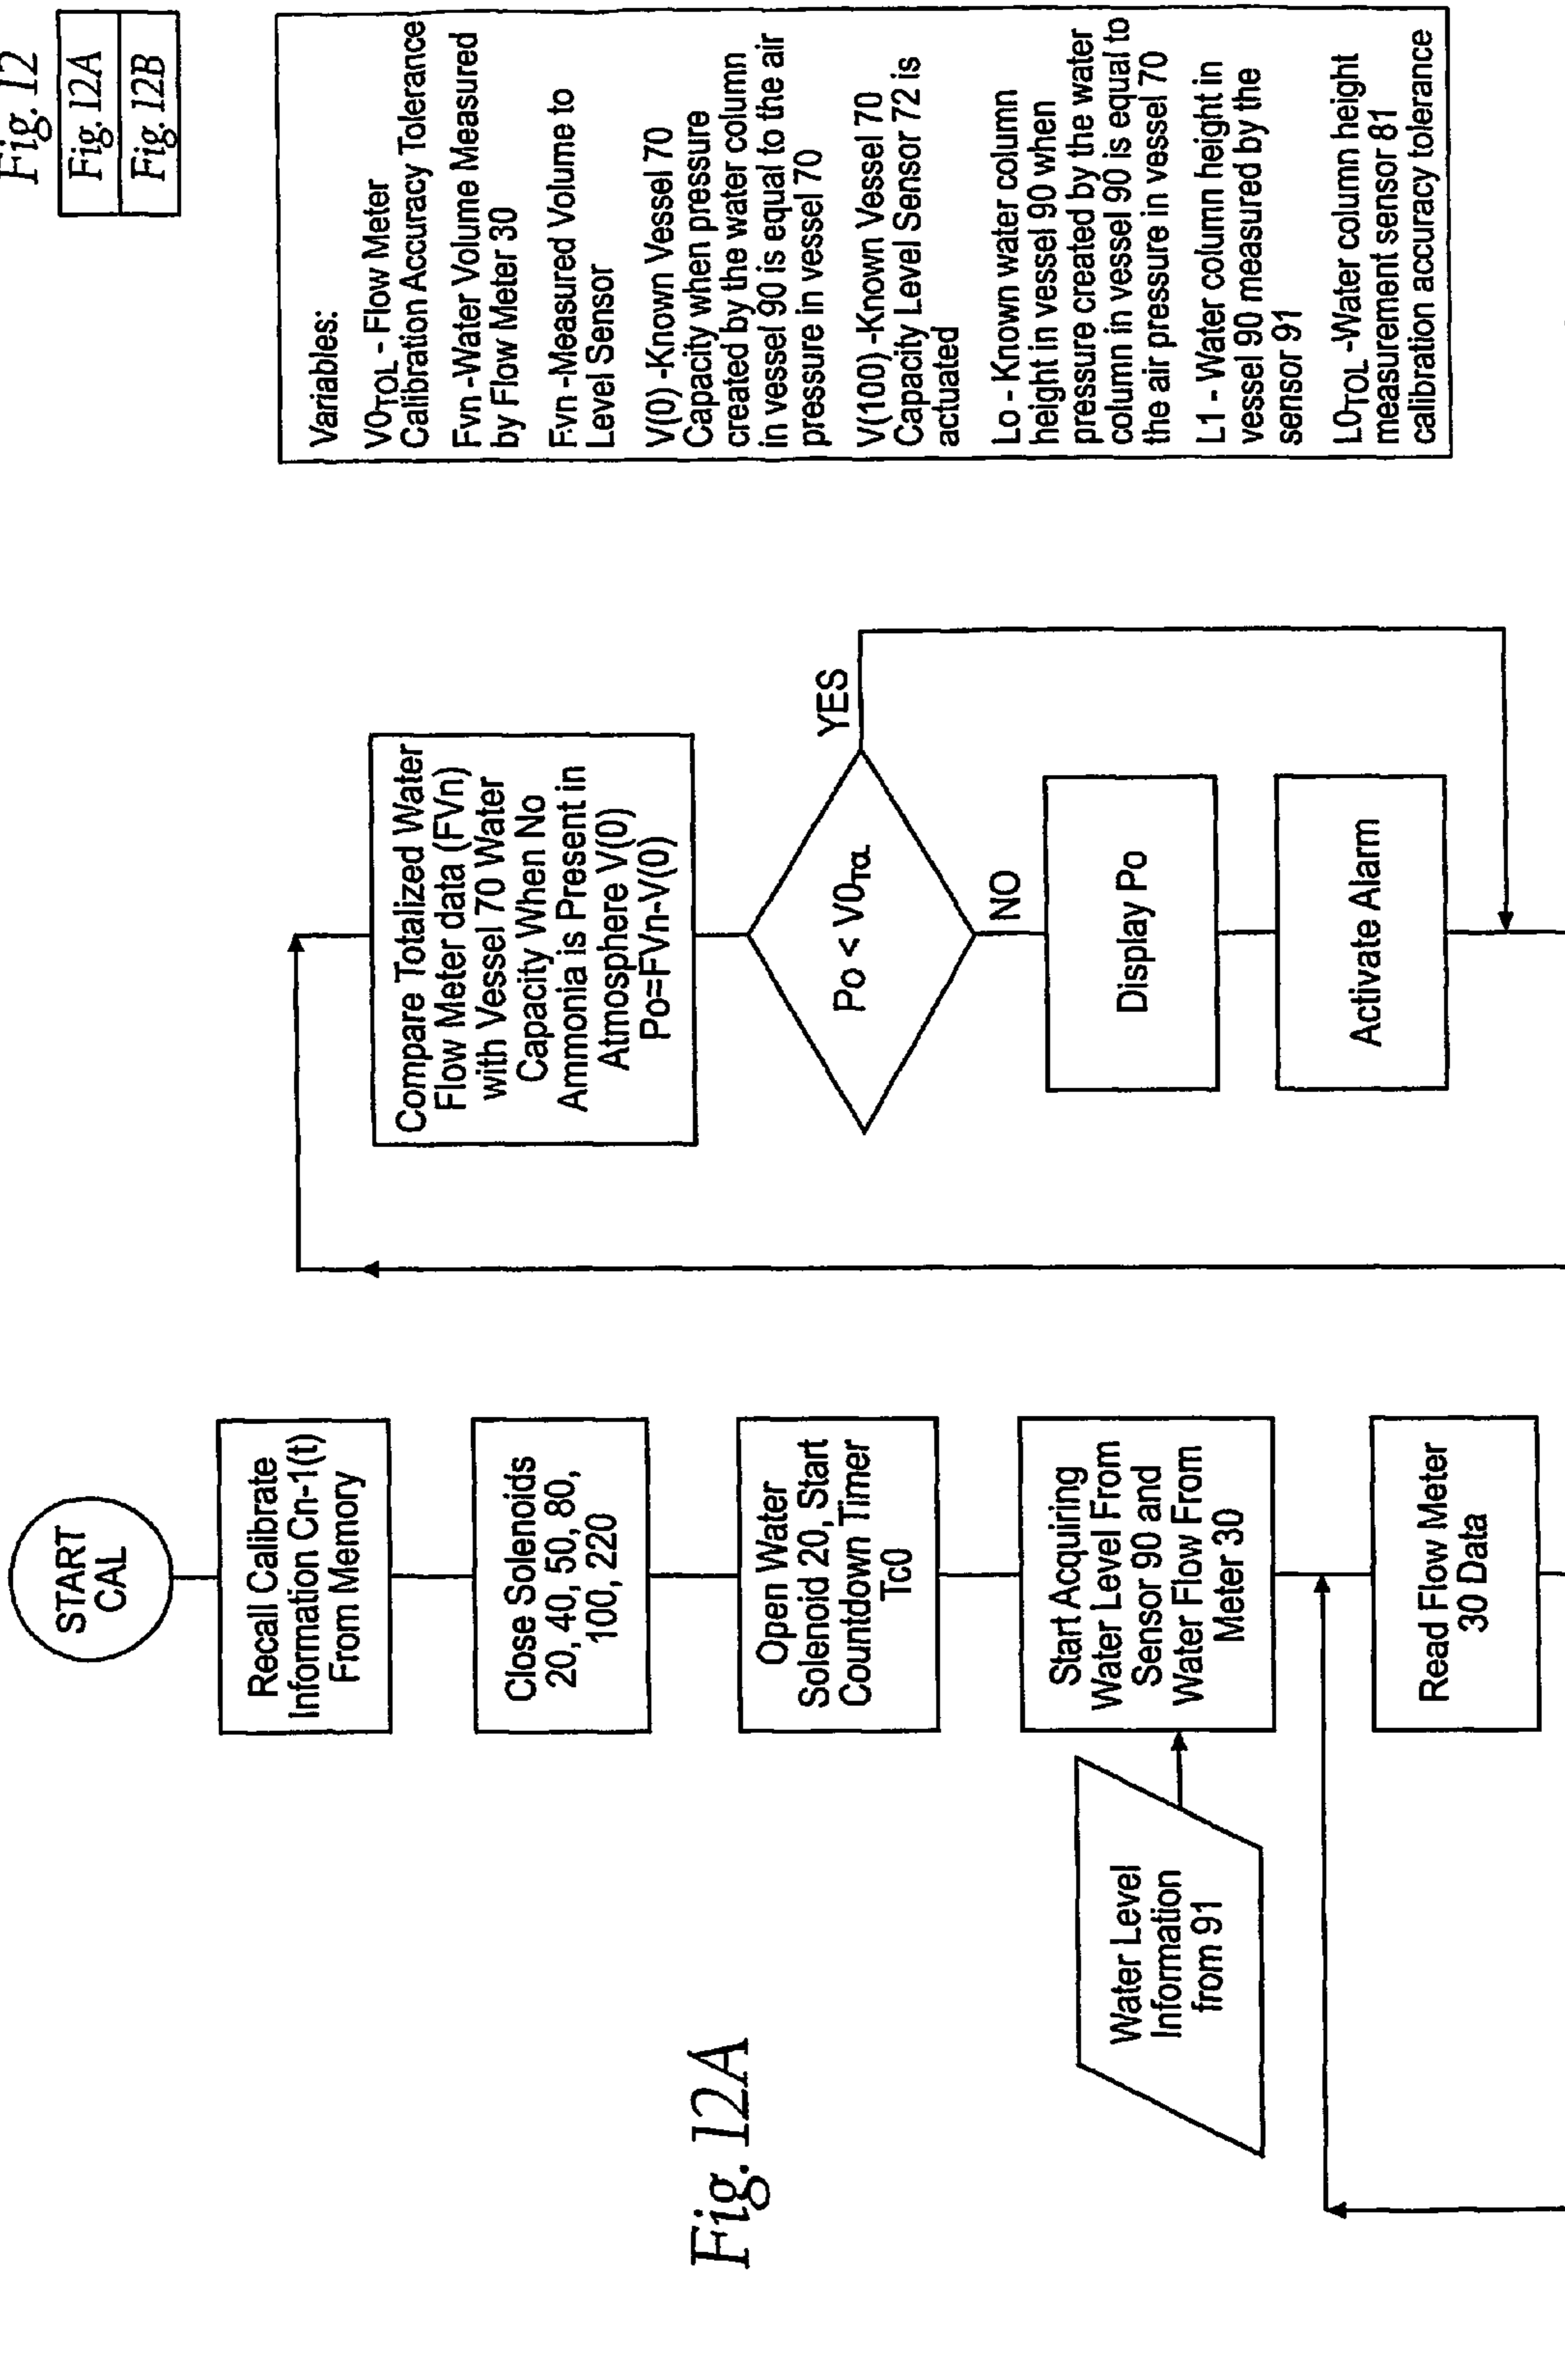 Fig. 12
Fig. 12A
Fig. 12B
START
CAL
Recall Calibrate
Information Cn-1(t)
From Memory
Close Solenoids
20, 40, 50, 80,
100, 220
Open Water
Solenoid 20, Start
Countdown Timer
Tc0
Start Acquiring
Water Level From
Sensor 90 and
Water Flow From
Meter 30
Water Level
Information
from 91
Read Flow Meter
30 Data
Fig. 12A
Compare Totalized Water
Flow Meter data (FVn)
with Vessel 70 Water
Capacity When No
Ammonia is Present in
Atmosphere V(0)
Po=FVn-V(0)
Po < V0Tα
YES
NO
Display Po
Activate Alarm
Variables:
V0TOL - Flow Meter
Calibration Accuracy Tolerance
Fvn -Water Volume Measured
by Flow Meter 30
Fvn -Measured Volume to
Level Sensor
V(0) -Known Vessel 70
Capacity when pressure
created by the water column
in vessel 90 is equal to the air
pressure in vessel 70
V(100) -Known Vessel 70
Capacity Level Sensor 72 is
actuated
Lo - Known water column
height in vessel 90 when
pressure created by the water
column in vessel 90 is equal to
the air pressure in vessel 70
L1 - Water column height in
vessel 90 measured by the
sensor 91
L0TOL -Water column height
measurement sensor 81
calibration accuracy tolerance